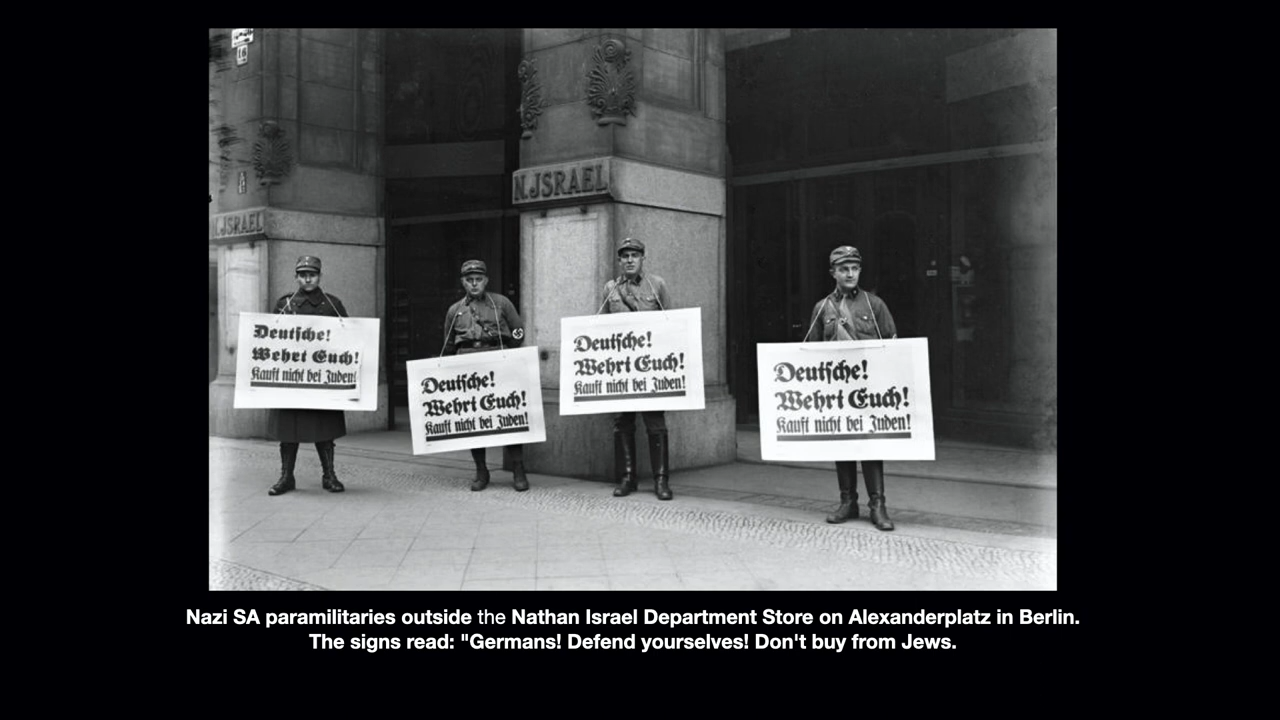 N. JSRAEL
N. JSRAEL
Deutsche!
Wehrt Euch!
Kauft nicht bei Juden!
Deutsche!
Wehrt Euch!
Kauft nicht bei Juden!
Deutsche!
Wehrt Euch!
Kauft nicht bei Juden!
Deutsche!
Wehrt Euch!
Kauft nicht bei Juden!
Nazi SA paramilitaries outside the Nathan Israel Department Store on Alexanderplatz in Berlin.
The signs read: "Germans! Defend yourselves! Don't buy from Jews.